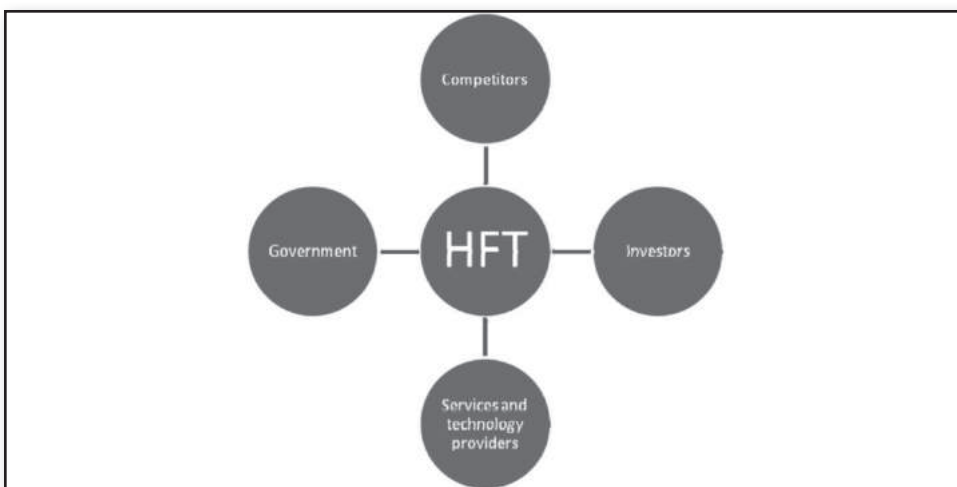 Competitors
Government
HFT
Investors
Services and
technology
providers